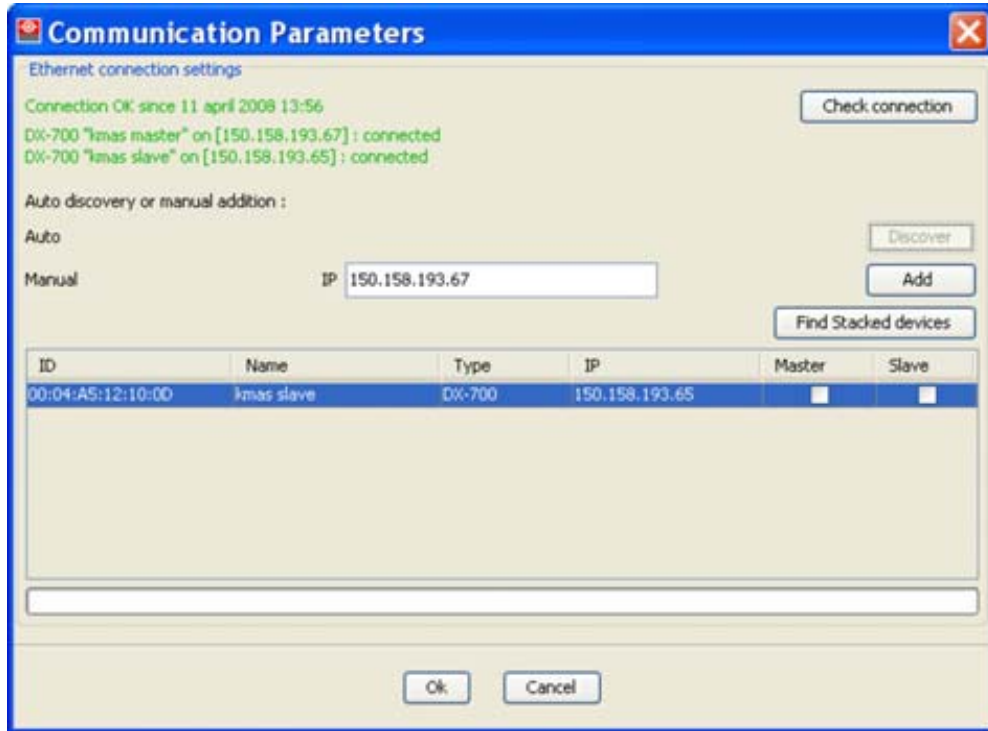 Communication Parameters
Ethernet connection settings
Connection OK since 11 april 2008 13:56
Check connection
DX-700 "kmas master" on [150.158.193.67] : connected
DX-700 "kmas slave" on [150.158.193.65] : connected
Auto discovery or manual addition :
Auto
Discover
Manual IP 150.158.193.67 Add
Find Stacked devices
ID Name Type IP Master Slave
00:04:A5:12:10:0D kmas slave DX-700 150.158.193.65
Ok Cancel